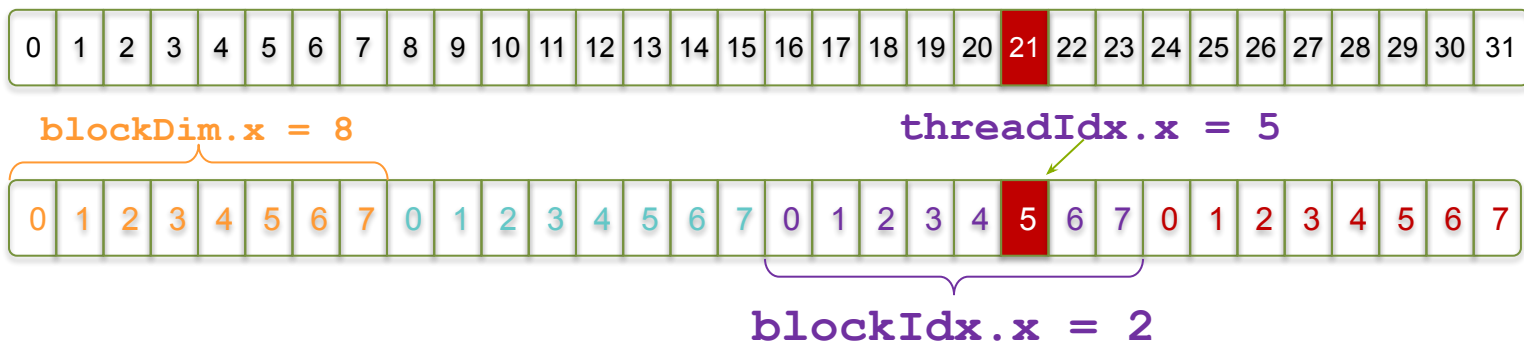 0 1 2 3 4 5 6 7 8 9 10 11 12 13 14 15 16 17 18 19 20 21 22 23 24 25 26 27 28 29 30 31
blockDim.x = 8
threadIdx.x = 5
0 1 2 3 4 5 6 7 0 1 2 3 4 5 6 7 0 1 2 3 4 5 6 7 0 1 2 3 4 5 6 7
blockIdx.x = 2